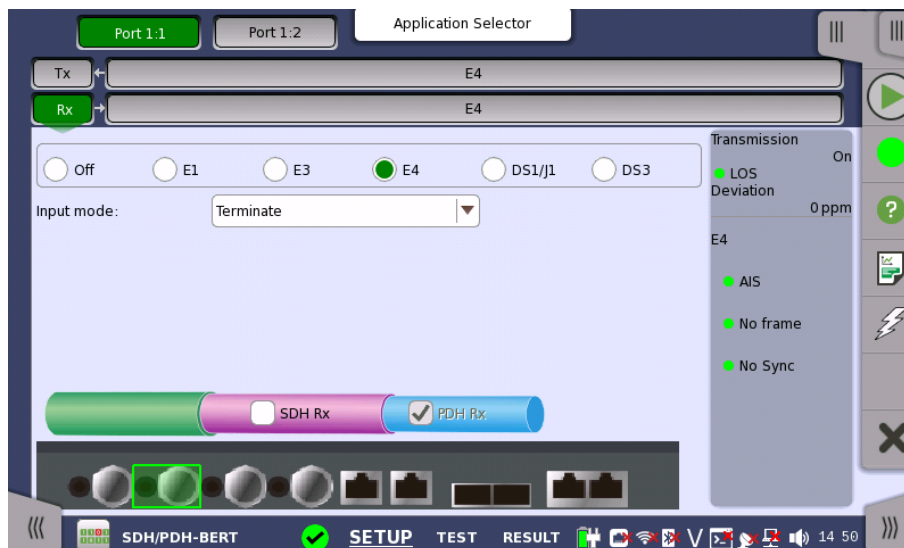 Port 1:1
Port 1:2
Application Selector
Tx
E4
Rx
E4
Off
E1
E3
E4
DS1/J1
DS3
Input mode:
Terminate
Transmission
On
LOS
Deviation
0 ppm
E4
AIS
No frame
No Sync
SDH Rx
PDH Rx
SDH/PDH-BERT
SETUP
TEST
RESULT
14 50